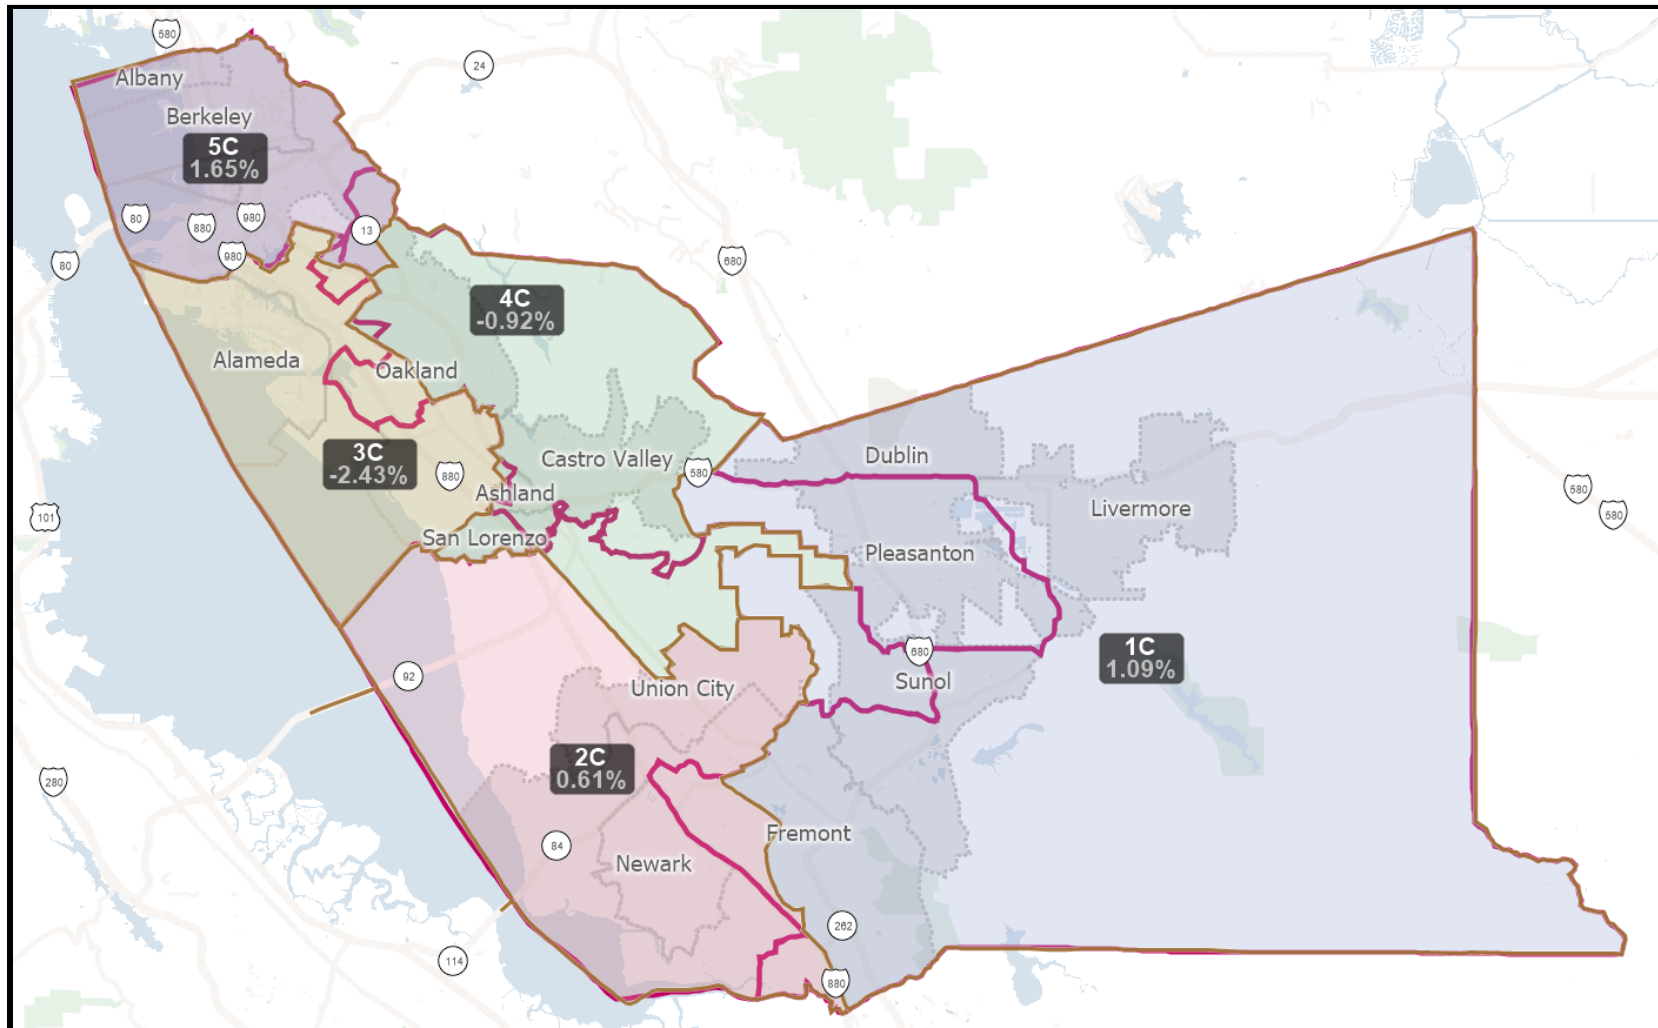 580
24
Albany
Berkeley
5C
1.65%
80
880
980
13
980
80
680
4C
-0.92%
Alameda
Oakland
3C
-2.43%
880
Castro Valley
580
Dublin
Ashland
San Lorenzo
Livermore
580
580
101
Pleasanton
1C
1.09%
680
Sunol
92
Union City
2C
0.61%
280
Fremont
84
Newark
262
114
880